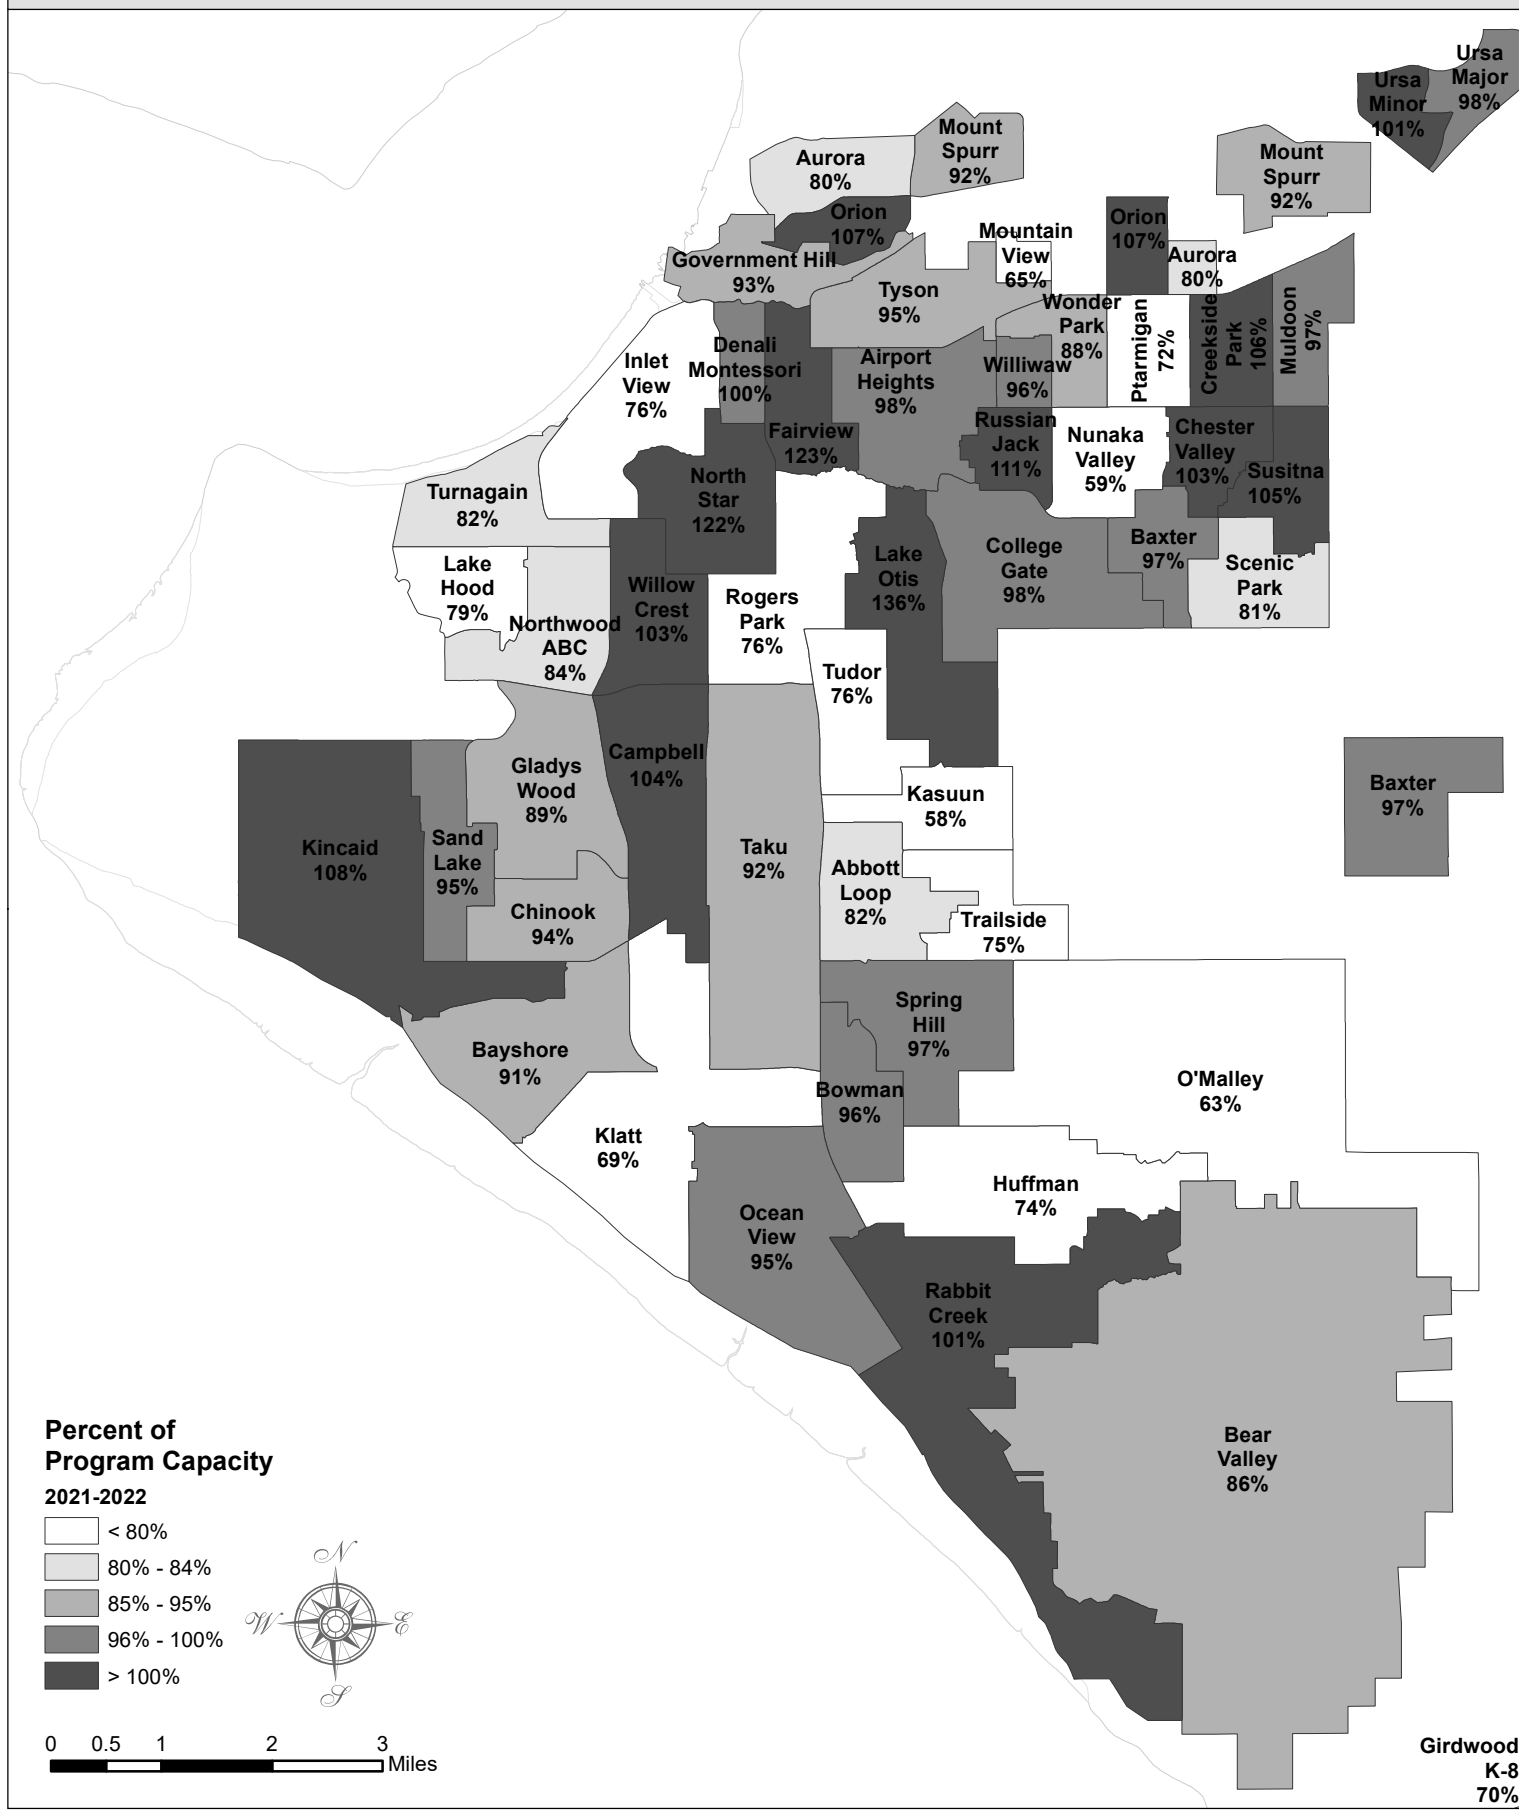 Ursa
Major
98%
Ursa
Minor
101%
Mount
Spurr
92%
Aurora
80%
Mount
Spurr
92%
Orion
107%
Orion
107%
Mountain
View
65%
Aurora
80%
Government Hill
93%
Tyson
95%
Wonder
Park
88%
Ptarmigan
72%
Creekside
Park
106%
Muldoon
97%
Denali
Montessori
100%
Inlet
View
76%
Airport
Heights
98%
Williwaw
96%
Fairview
123%
Russian
Jack
111%
Nunaka
Valley
59%
Chester
Valley
103%
Susitna
105%
North
Star
122%
Turnagain
82%
Lake
Hood
79%
Northwood
ABC
84%
Willow
Crest
103%
Rogers
Park
76%
Lake
Otis
136%
College
Gate
98%
Baxter
97%
Scenic
Park
81%
Tudor
76%
Gladys
Wood
89%
Campbell
104%
Kasuun
58%
Baxter
97%
Kincaid
108%
Sand
Lake
95%
Taku
92%
Abbott
Loop
82%
Chinook
94%
Trailside
75%
Spring
Hill
97%
Bayshore
91%
Bowman
96%
O'Malley
63%
Klatt
69%
Huffman
74%
Ocean
View
95%
Rabbit
Creek
101%
Bear
Valley
86%
Percent of
Program Capacity
2021-2022
< 80%
80% - 84%
85% - 95%
96% - 100%
> 100%
N
W
E
S
0 0.5 1 2 3
Miles
Girdwood
K-8
70%